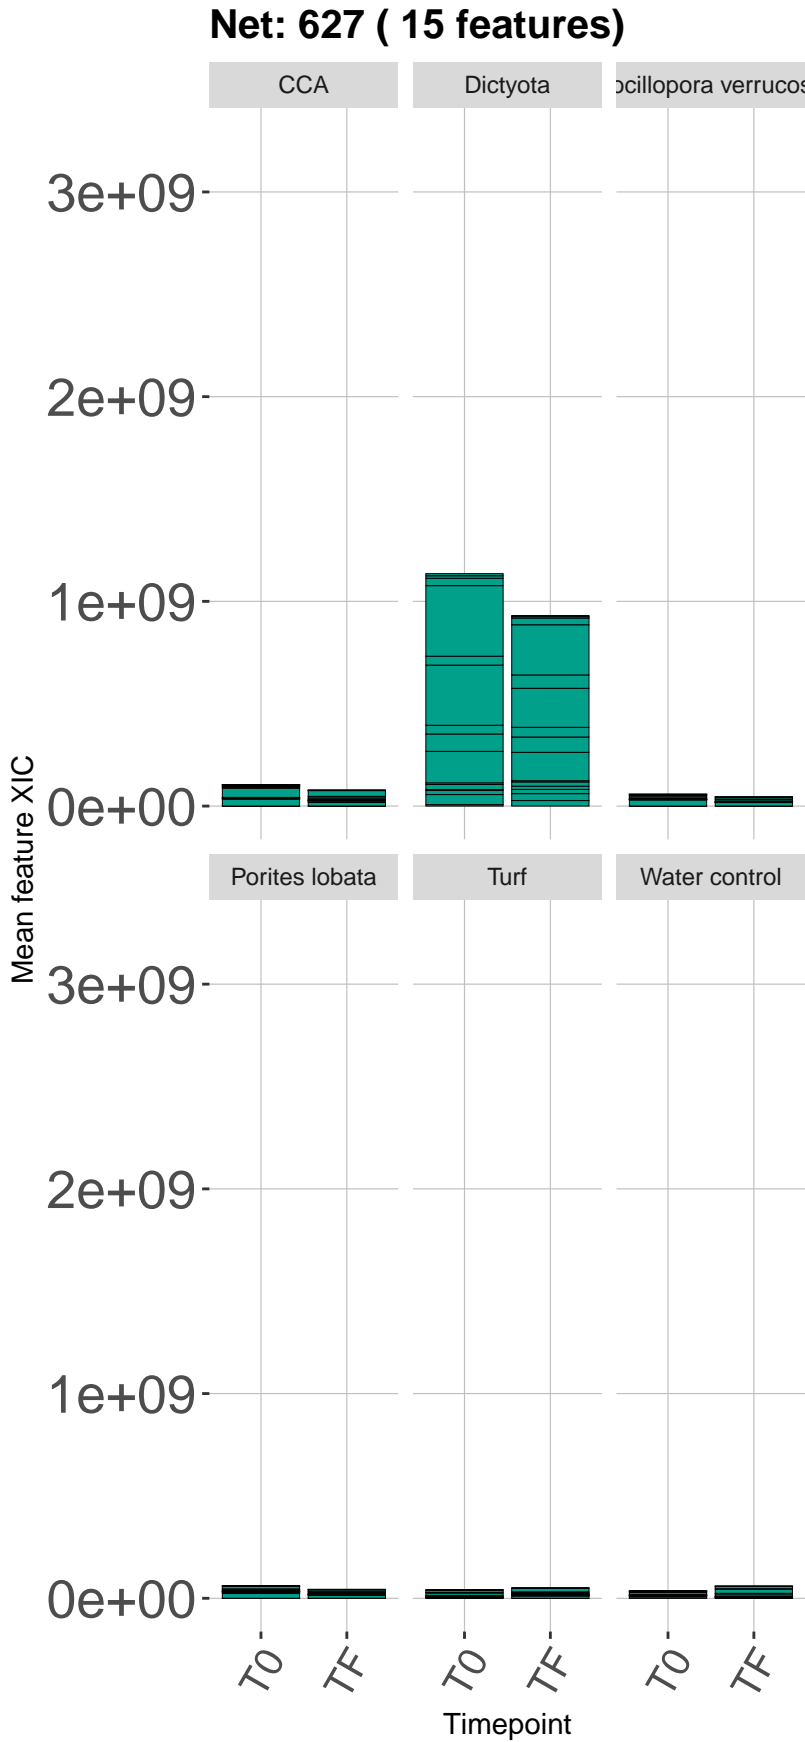 Net: 627 ( 15 features)
CCA
Dictyota
ocillopora verrucos
3e+09
2e+09
1e+09
0e+00
Mean feature XIC
Porites lobata
Turf
Water control
3e+09
2e+09
1e+09
0e+00
T0
TF
T0
TF
T0
TF
Timepoint